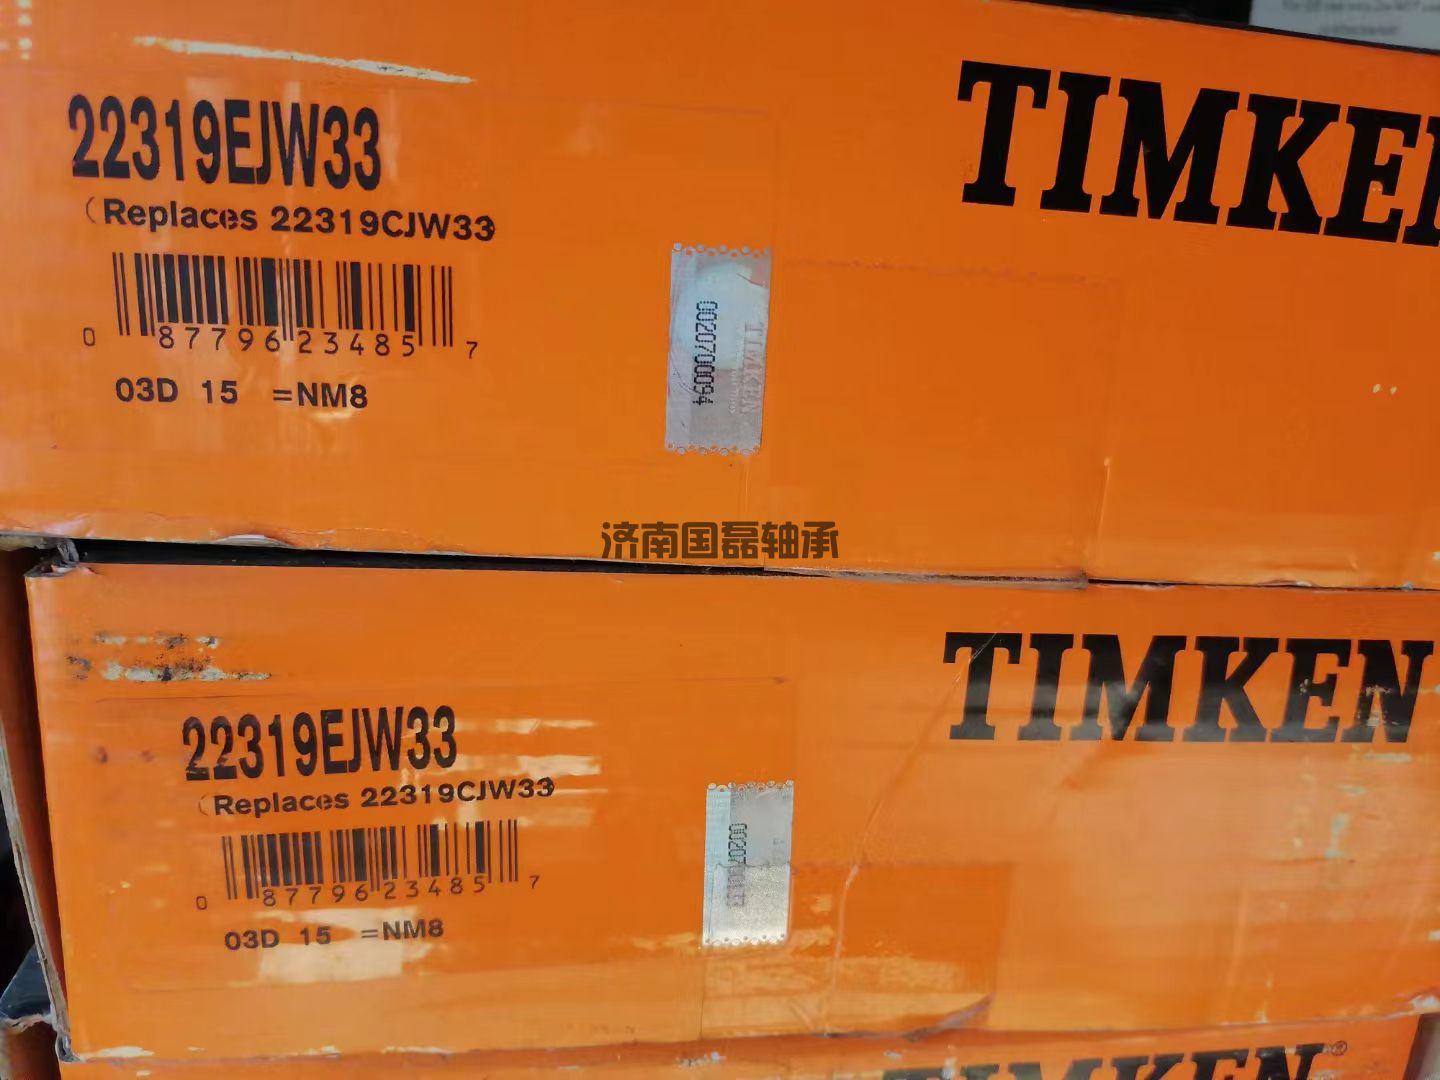 22319EJW33
(Replaces 22319CJW33
0 87796 23485 7
03D 15 =NM8
TIMKEN
0020700094
TIMKEN
济南国磊轴承
22319EJW33
(Replaces 22319CJW33
0 87796 23485 7
03D 15 =NM8
TIMKEN
TIMKEN®